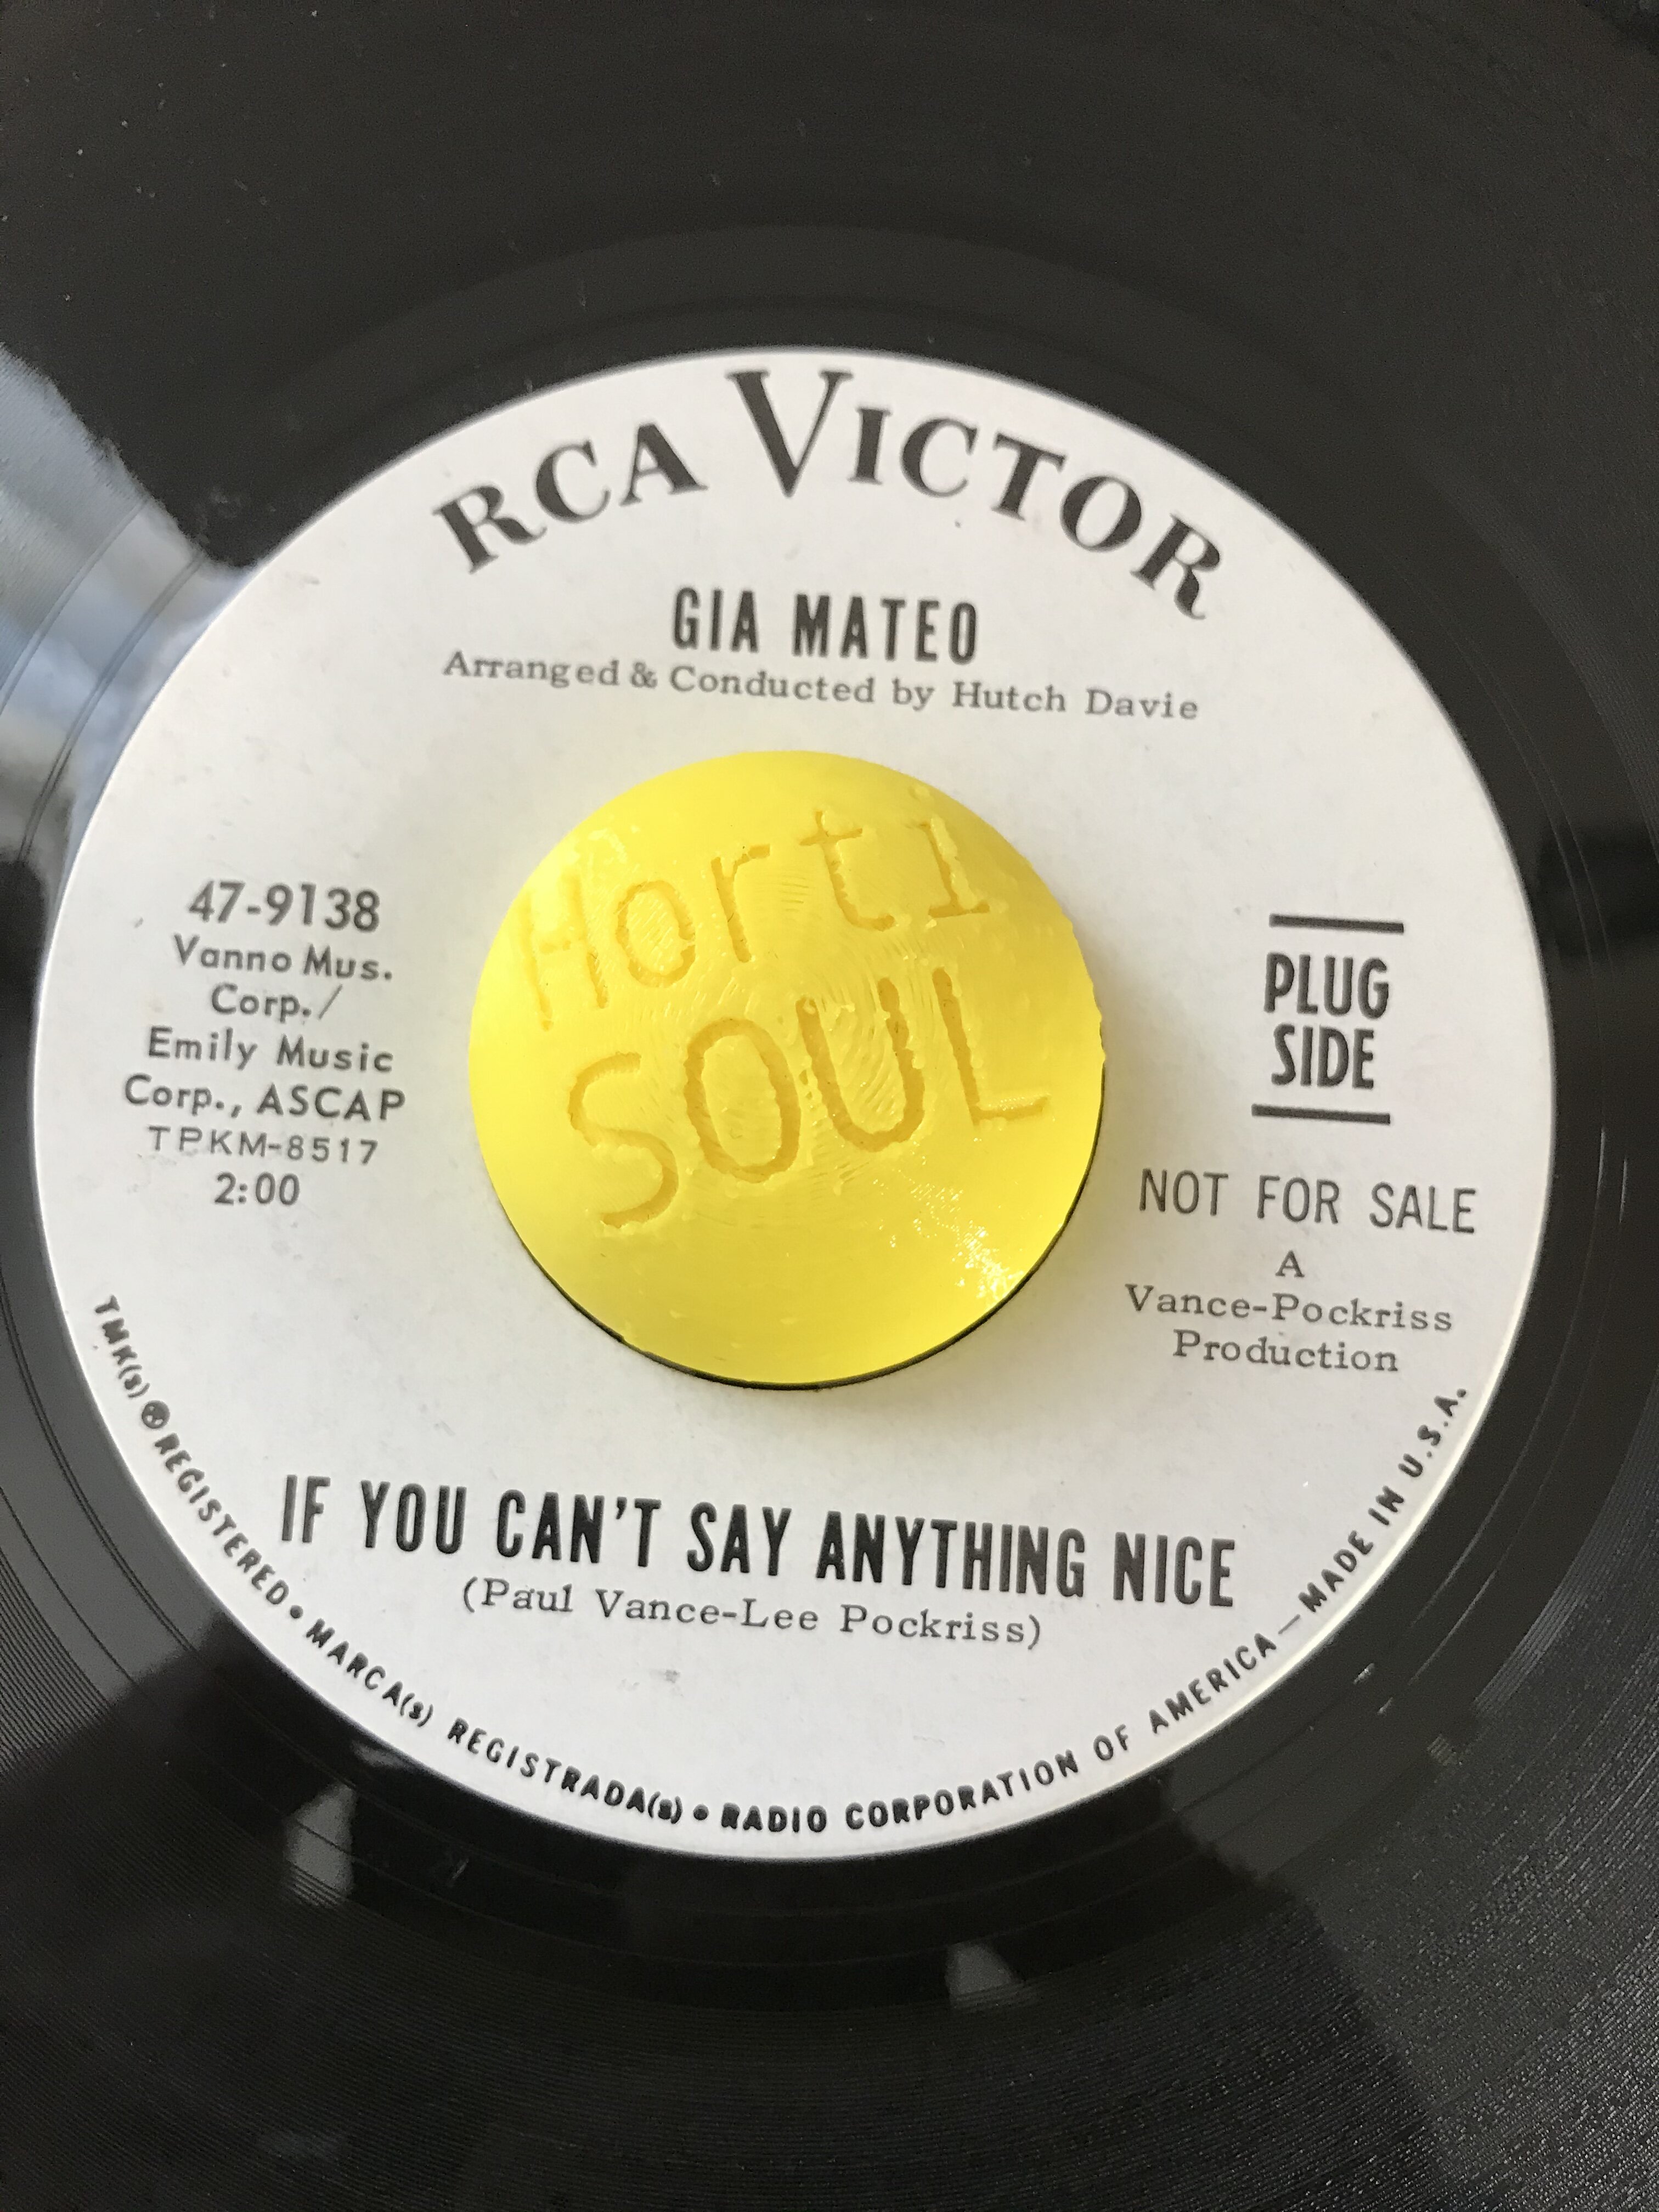 RCA VICTOR
GIA MATEO
Arranged & Conducted by Hutch Davie
Horti
SOUL
47-9138
Vanno Mus.
Corp./
Emily Music
Corp., ASCAP
TPKM-8517
2:00
PLUG
SIDE
NOT FOR SALE
A
Vance-Pockriss
Production
IF YOU CAN'T SAY ANYTHING NICE
(Paul Vance-Lee Pockriss)
TMK(s) ® REGISTERED • MARCA(s) REGISTRADA(s) • RADIO CORPORATION OF AMERICA — MADE IN U.S.A.